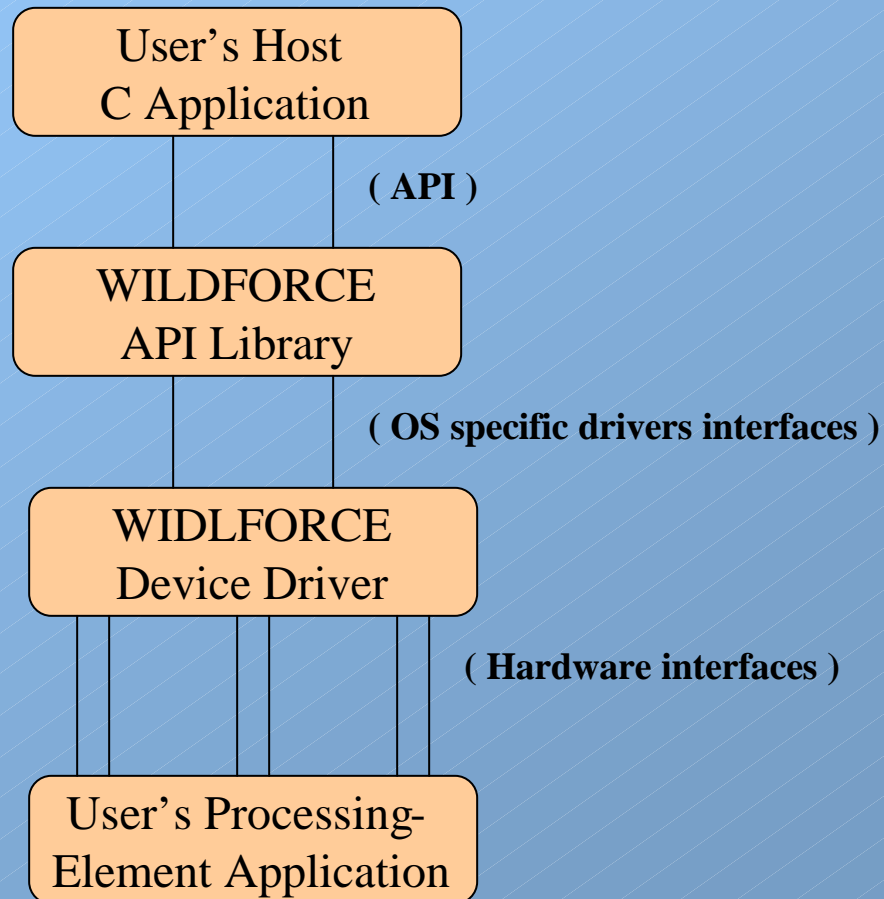 User’s Host
C Application
( API )
WILDFORCE
API Library
( OS specific drivers interfaces )
WIDLFORCE
Device Driver
( Hardware interfaces )
User’s Processing-
Element Application